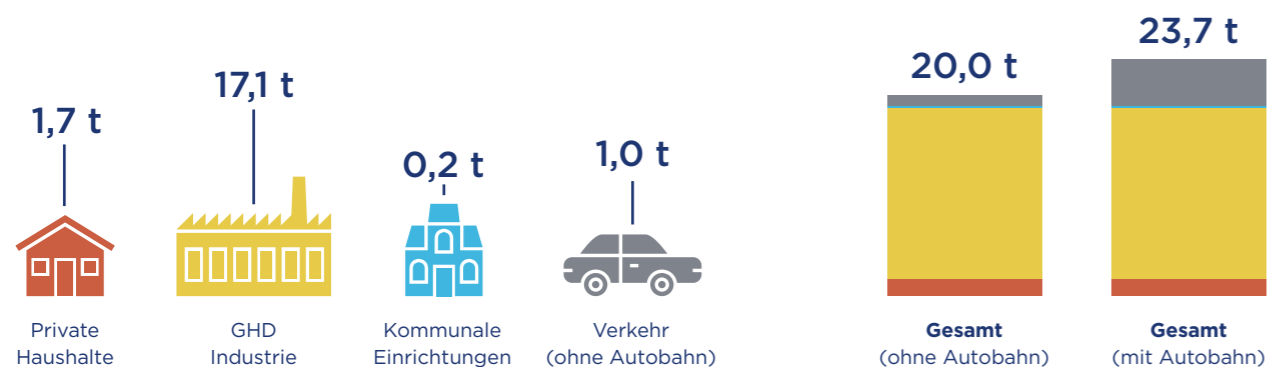 1,7 t
17,1 t
0,2 t
1,0 t
20,0 t
23,7 t
Private
Haushalte
GHD
Industrie
Kommunale
Einrichtungen
Verkehr
(ohne Autobahn)
Gesamt
(ohne Autobahn)
Gesamt
(mit Autobahn)